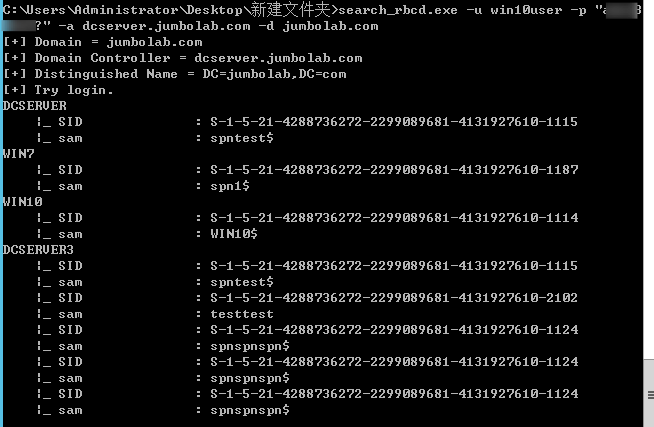 C:\Users\Administrator\Desktop\新建文件夹>search_rbcd.exe -u win10user -p "
?" -a dcserver.jumbolab.com -d jumbolab.com
[+] Domain = jumbolab.com
[+] Domain Controller = dcserver.jumbolab.com
[+] Distinguished Name = DC=jumbolab,DC=com
[+] Try login.
DCSERVER
¦_ SID : S-1-5-21-4288736272-2299089681-4131927610-1115
¦_ sam : spntest$
WIN7
¦_ SID : S-1-5-21-4288736272-2299089681-4131927610-1187
¦_ sam : spn1$
WIN10
¦_ SID : S-1-5-21-4288736272-2299089681-4131927610-1114
¦_ sam : WIN10$
DCSERVER3
¦_ SID : S-1-5-21-4288736272-2299089681-4131927610-1115
¦_ sam : spntest$
¦_ SID : S-1-5-21-4288736272-2299089681-4131927610-2102
¦_ sam : testtest
¦_ SID : S-1-5-21-4288736272-2299089681-4131927610-1124
¦_ sam : spnspnspn$
¦_ SID : S-1-5-21-4288736272-2299089681-4131927610-1124
¦_ sam : spnspnspn$
¦_ SID : S-1-5-21-4288736272-2299089681-4131927610-1124
¦_ sam : spnspnspn$